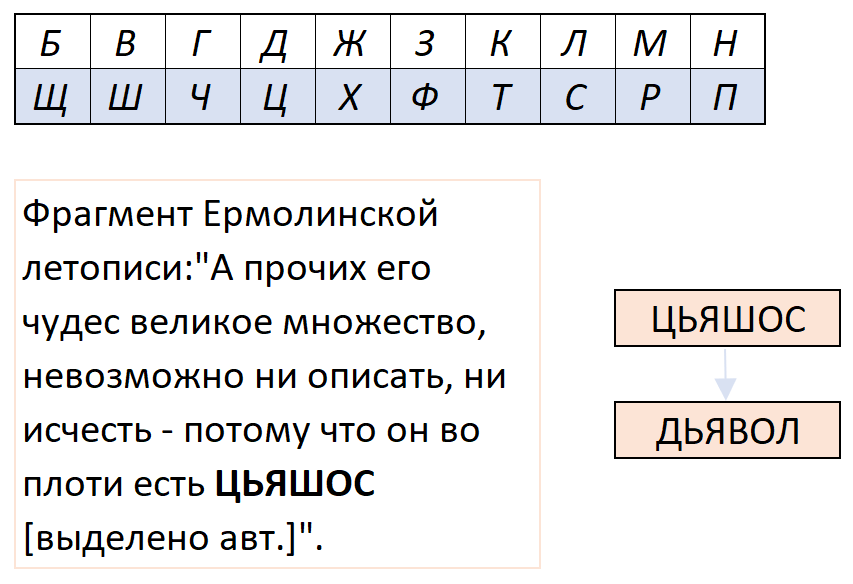 Б В Г Д Ж З К Л М Н
Щ Ш Ч Ц Х Ф Т С Р П
Фрагмент Ермолинской
летописи:"А прочих его
чудес великое множество,
невозможно ни описать, ни
исчесть - потому что он во
плоти есть ЦЬЯШОС
[выделено авт.]".
ЦЬЯШОС
ДЬЯВОЛ